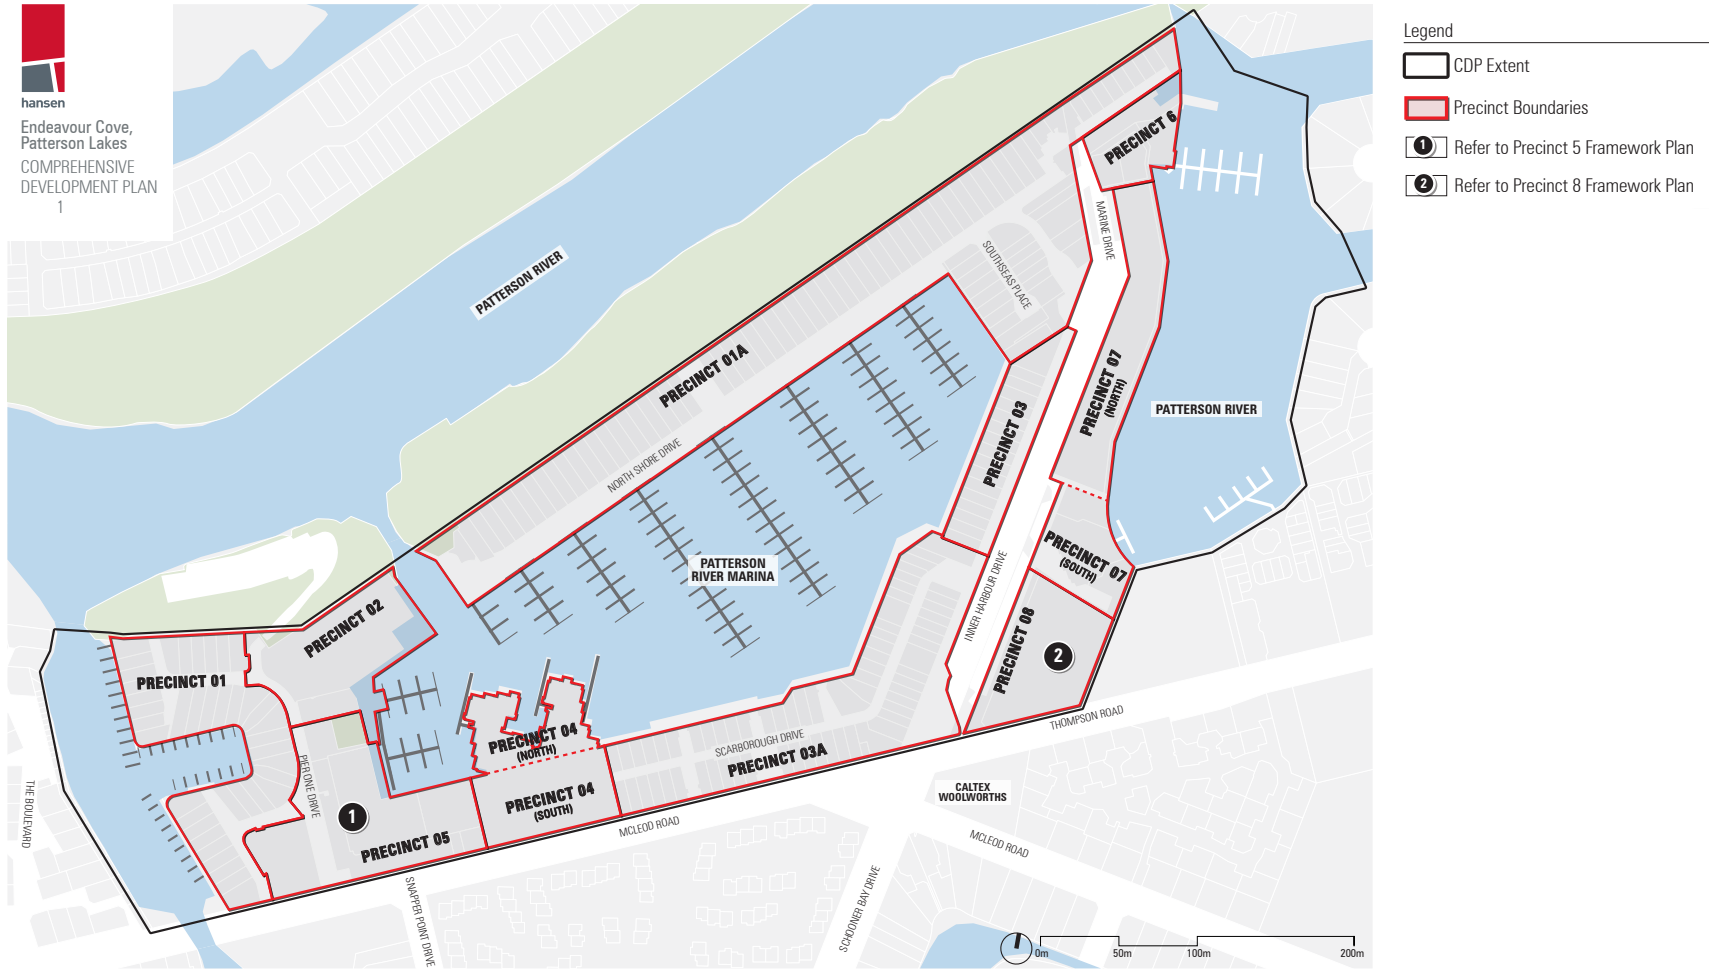 hansen
Endeavour Cove,
Patterson Lakes
COMPREHENSIVE
DEVELOPMENT PLAN
1
Legend
CDP Extent
Precinct Boundaries
1 Refer to Precinct 5 Framework Plan
2 Refer to Precinct 8 Framework Plan
PRECINCT 6
MARINE DRIVE
SOUTHSEAS PLACE
PATTERSON RIVER
PRECINCT 01A
NORTH SHORE DRIVE
PRECINCT 03
PRECINCT 07
(NORTH)
PATTERSON RIVER
PATTERSON
RIVER MARINA
PRECINCT 07
(SOUTH)
INNER HARBOUR DRIVE
PRECINCT 08
2
PRECINCT 02
PRECINCT 01
PRECINCT 04
(NORTH)
SCARBOROUGH DRIVE
PRECINCT 03A
THOMPSON ROAD
PIER ONE DRIVE
1
PRECINCT 04
(SOUTH)
PRECINCT 05
CALTEX
WOOLWORTHS
THE BOULEVARD
MCLEOD ROAD
MCLEOD ROAD
SNAPPER POINT DRIVE
SCHOONER BAY DRIVE
0m 50m 100m 200m